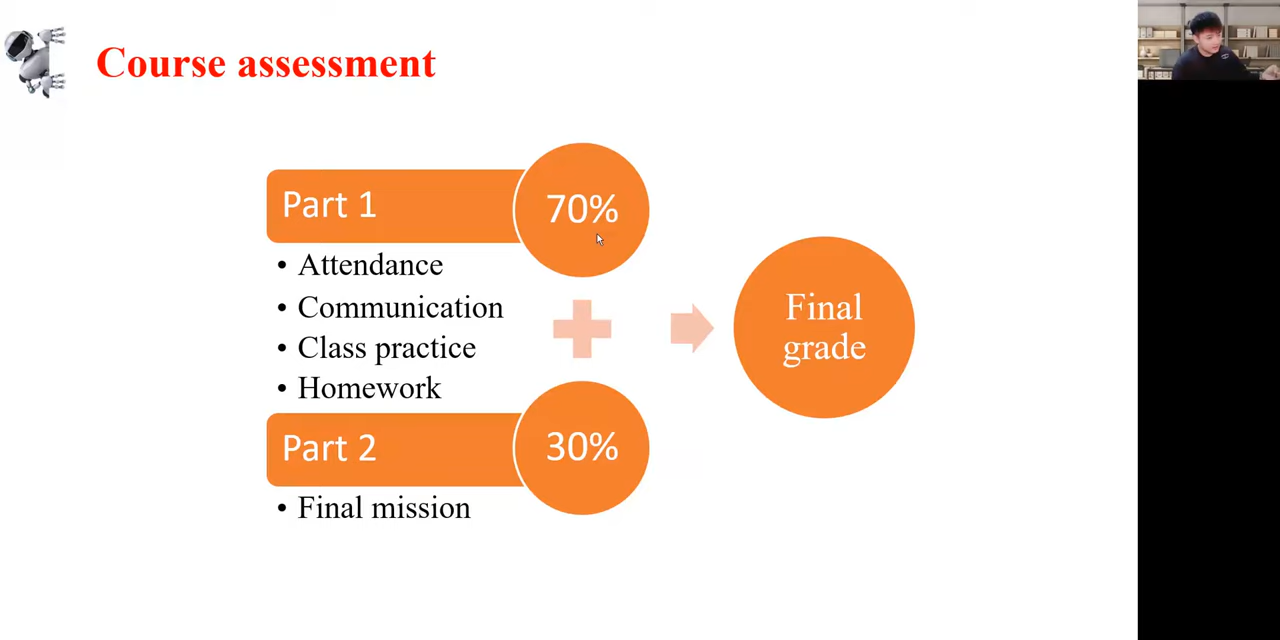 Course assessment
Part 1
70%
• Attendance
• Communication
• Class practice
• Homework
Part 2
30%
• Final mission
Final
grade